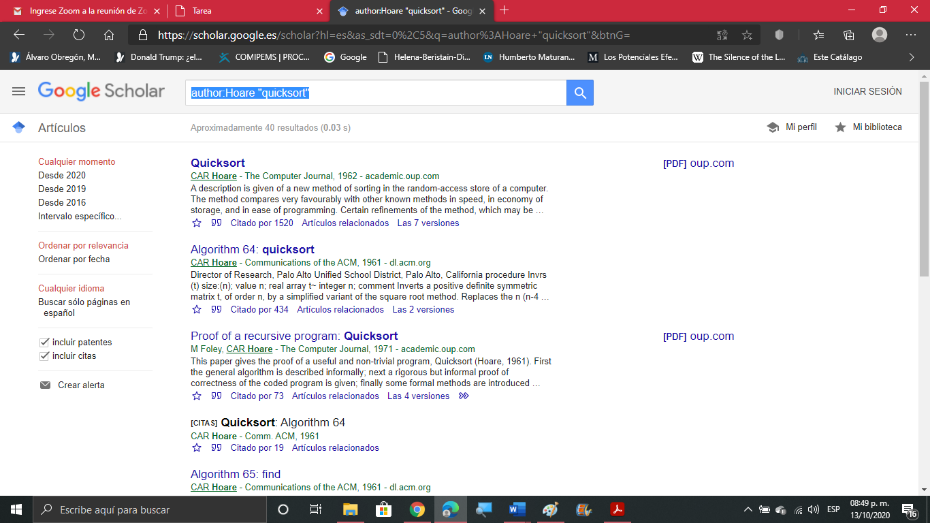 Ingrese Zoom a la reunión de Zo
Tarea
author:Hoare "quicksort" - Goog
https://scholar.google.es/scholar?hl=es&as_sdt=0%2C5&q=author%3AHoare+"quicksort"&btnG=
Álvaro Obregón, M...
Donald Trump: ¿el...
COMIPEMS | PROC...
Google
Helena-Beristain-Di...
Humberto Maturan...
Los Potenciales Efe...
The Silence of the L...
Este Catálago
Google Scholar
author:Hoare "quicksort"
INICIAR SESIÓN
Artículos
Aproximadamente 40 resultados (0.03 s)
Mi perfil
Mi biblioteca
Cualquier momento
Desde 2020
Desde 2019
Desde 2016
Intervalo específico...
Ordenar por relevancia
Ordenar por fecha
Cualquier idioma
Buscar sólo páginas en
español
incluir patentes
incluir citas
Crear alerta
Quicksort
[PDF] oup.com
CAR Hoare - The Computer Journal, 1962 - academic.oup.com
A description is given of a new method of sorting in the random-access store of a computer.
The method compares very favourably with other known methods in speed, in economy of
storage, and in ease of programming. Certain refinements of the method, which may be ...
Citado por 1520 Artículos relacionados Las 7 versiones
Algorithm 64: quicksort
CAR Hoare - Communications of the ACM, 1961 - dl.acm.org
Director of Research, Palo Alto Unified School District, Palo Alto, California procedure Invrs
(t) size:(n); value n; real array t~ integer n; comment Inverts a positive definite symmetric
matrix t, of order n, by a simplified variant of the square root method. Replaces the n (n-4 ...
Citado por 434 Artículos relacionados Las 2 versiones
Proof of a recursive program: Quicksort
[PDF] oup.com
M Foley, CAR Hoare - The Computer Journal, 1971 - academic.oup.com
This paper gives the proof of a useful and non-trivial program, Quicksort (Hoare, 1961). First
the general algorithm is described informally; next a rigorous but informal proof of
correctness of the coded program is given; finally some formal methods are introduced ...
Citado por 73 Artículos relacionados Las 4 versiones
[CITAS] Quicksort: Algorithm 64
CAR Hoare - Comm. ACM, 1961
Citado por 19 Artículos relacionados
Algorithm 65: find
CAR Hoare - Communications of the ACM, 1961 - dl.acm.org
Escribe aquí para buscar
ESP
08:49 p. m.
13/10/2020
16